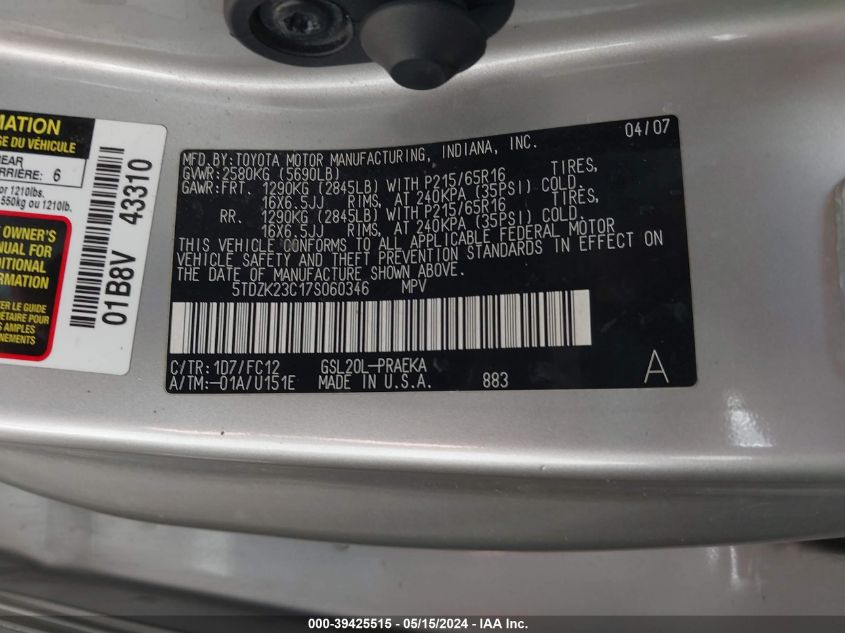 MATION
GE DU VÉHICULE
EAR
ARRIÈRE: 6
or 1210lbs.
550kg ou 1210lb.
OWNER'S
NUAL FOR
DITIONAL
RMATION
TER LE GUIDE
ÉTAIRE POUR
S AMPLES
NEMENTS
01B8V 43310
MFD.BY:TOYOTA MOTOR MANUFACTURING, INDIANA, INC. 04/07
GVWR:2580KG (5690LB)
GAWR:FRT. 1290KG (2845LB) WITH P215/65R16 TIRES,
16X6.5JJ RIMS, AT 240KPA (35PSI) COLD.
RR. 1290KG (2845LB) WITH P215/65R16 TIRES,
16X6.5JJ RIMS, AT 240KPA (35PSI) COLD.
THIS VEHICLE CONFORMS TO ALL APPLICABLE FEDERAL MOTOR
VEHICLE SAFETY AND THEFT PREVENTION STANDARDS IN EFFECT ON
THE DATE OF MANUFACTURE SHOWN ABOVE.
5TDZK23C17S060346 MPV
C/TR: 1D7/FC12 GSL20L-PRAEKA
A/TM:-01A/U151E MADE IN U.S.A. 883 A
000-39425515 - 05/15/2024 - IAA Inc.